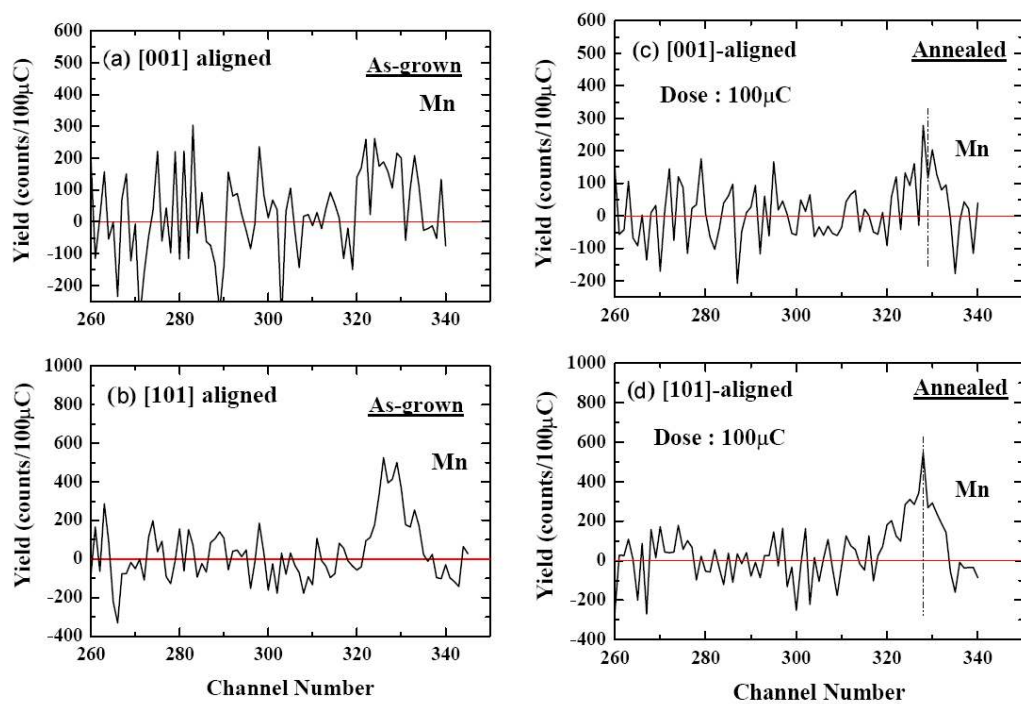 600
500
400
300
200
100
0
-100
-200
Yield (counts/100μC)
(a) [001] aligned
As-grown
Mn
260 280 300 320 340
600
500
400
300
200
100
0
-100
-200
Yield (counts/100μC)
(c) [001]-aligned
Annealed
Dose : 100μC
Mn
260 280 300 320 340
1000
800
600
400
200
0
-200
-400
Yield (counts/100μC)
(b) [101] aligned
As-grown
Mn
260 280 300 320 340
Channel Number
1000
800
600
400
200
0
-200
-400
Yield (counts/100μC)
(d) [101]-aligned
Annealed
Dose : 100μC
Mn
260 280 300 320 340
Channel Number